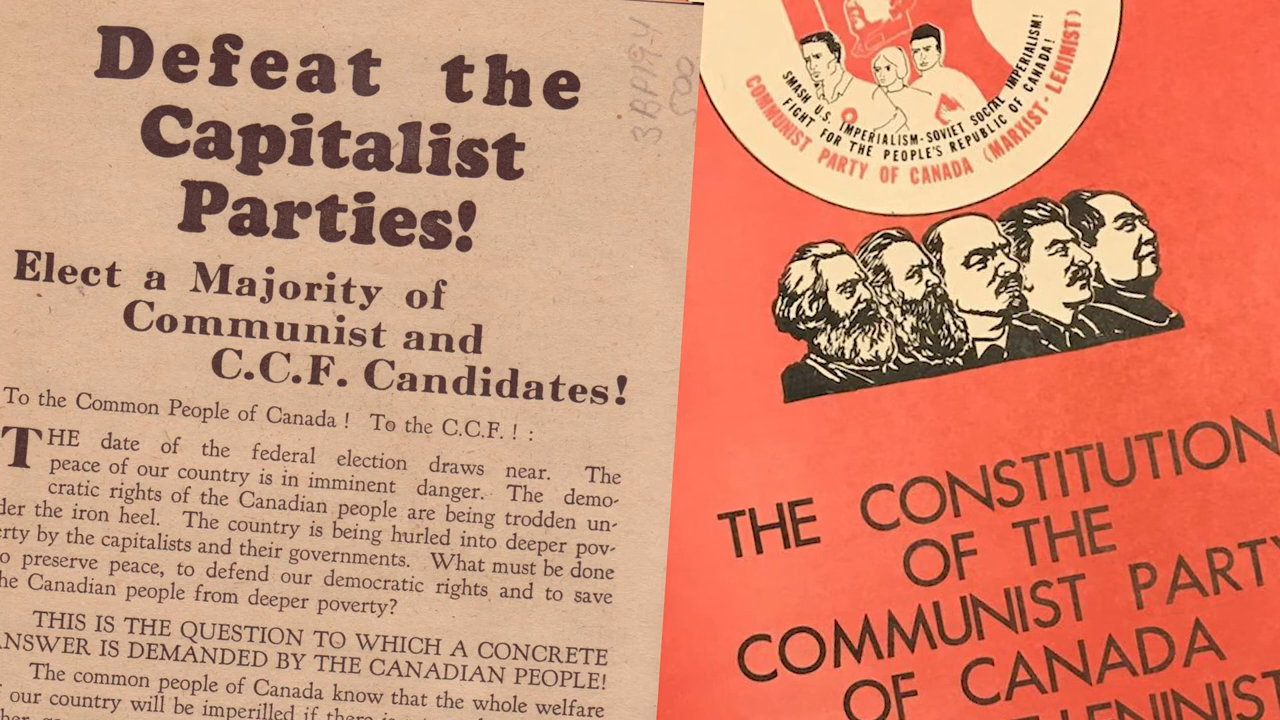 Defeat the
Capitalist
Parties!
Elect a Majority of
Communist and
C.C.F. Candidates!
To the Common People of Canada! To the C.C.F.! :
THE date of the federal election draws near. The
peace of our country is in imminent danger. The demo-
cratic rights of the Canadian people are being trodden un-
der the iron heel. The country is being hurled into deeper pov-
erty by the capitalists and their governments. What must be done
o preserve peace, to defend our democratic rights and to save
he Canadian people from deeper poverty?
THIS IS THE QUESTION TO WHICH A CONCRETE
ANSWER IS DEMANDED BY THE CANADIAN PEOPLE!
The common people of Canada know that the whole welfare
our country will be imperilled if there is
500
SMASH U.S. IMPERIALISM-SOVIET SOCIAL IMPERIALISM!
FIGHT FOR THE PEOPLE'S REPUBLIC OF CANADA!
COMMUNIST PARTY OF CANADA (MARXIST-LENINIST)
THE CONSTITUTION
OF THE
COMMUNIST PARTY
OF CANADA
LENINIST